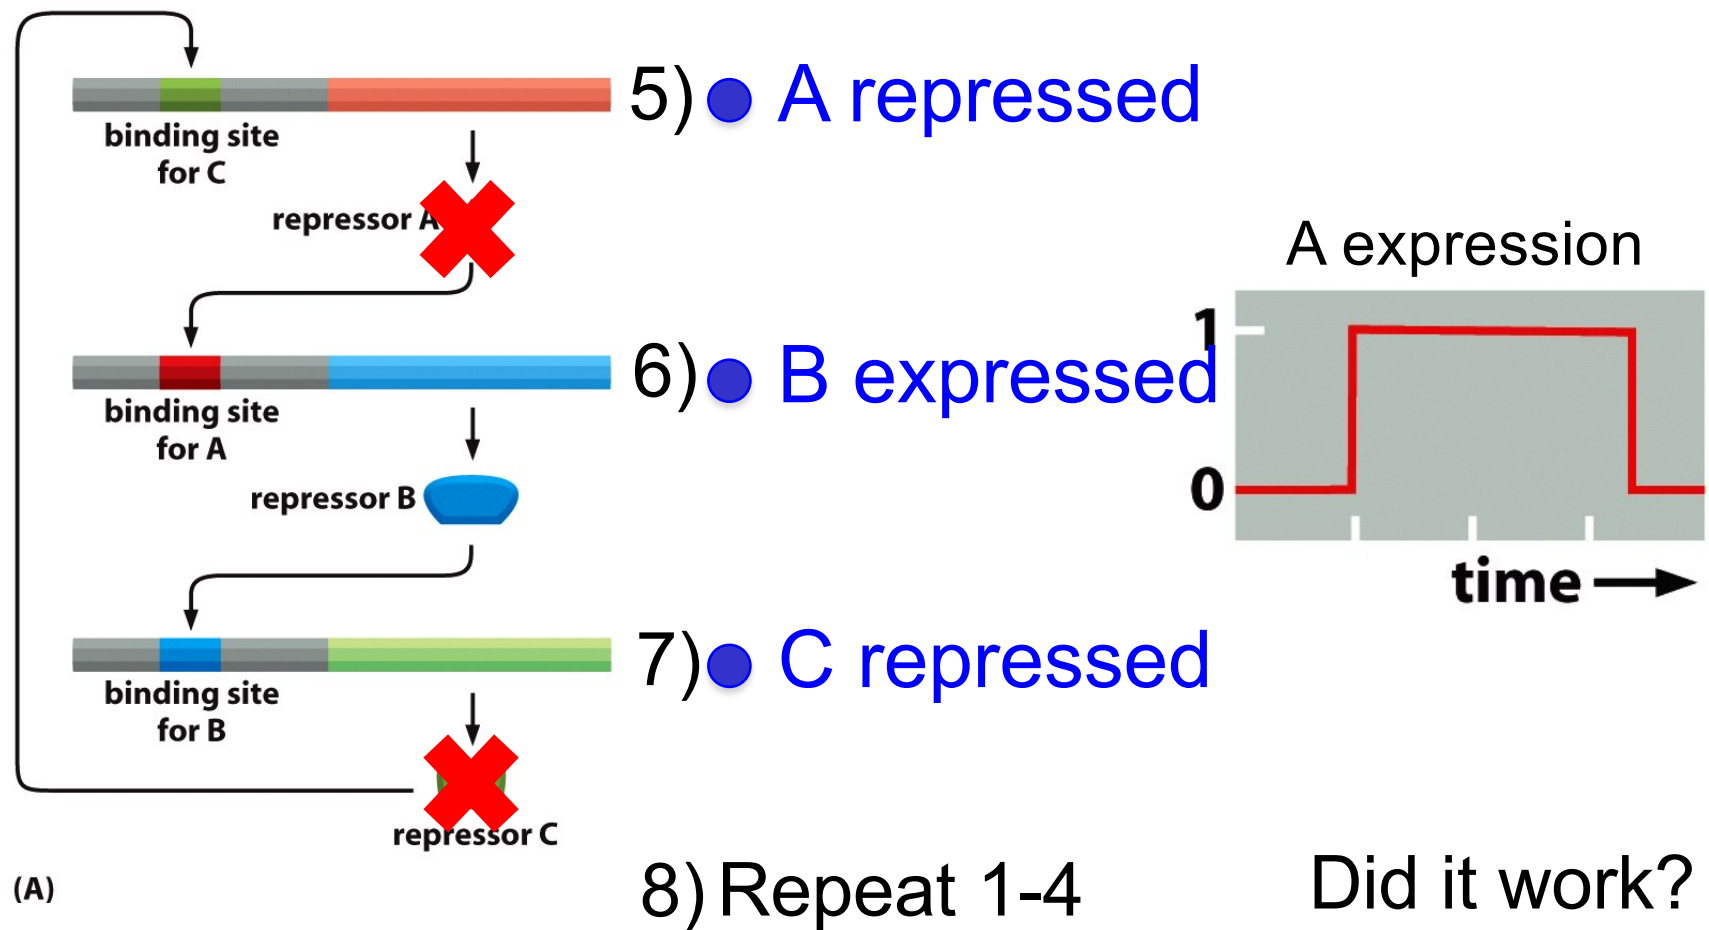 5) ● A repressed
binding site
for C
repressor A
A expression
1
6) ● B expressed
binding site
for A
repressor B
0
time
7) ● C repressed
binding site
for B
repressor C
(A)
8) Repeat 1-4
Did it work?